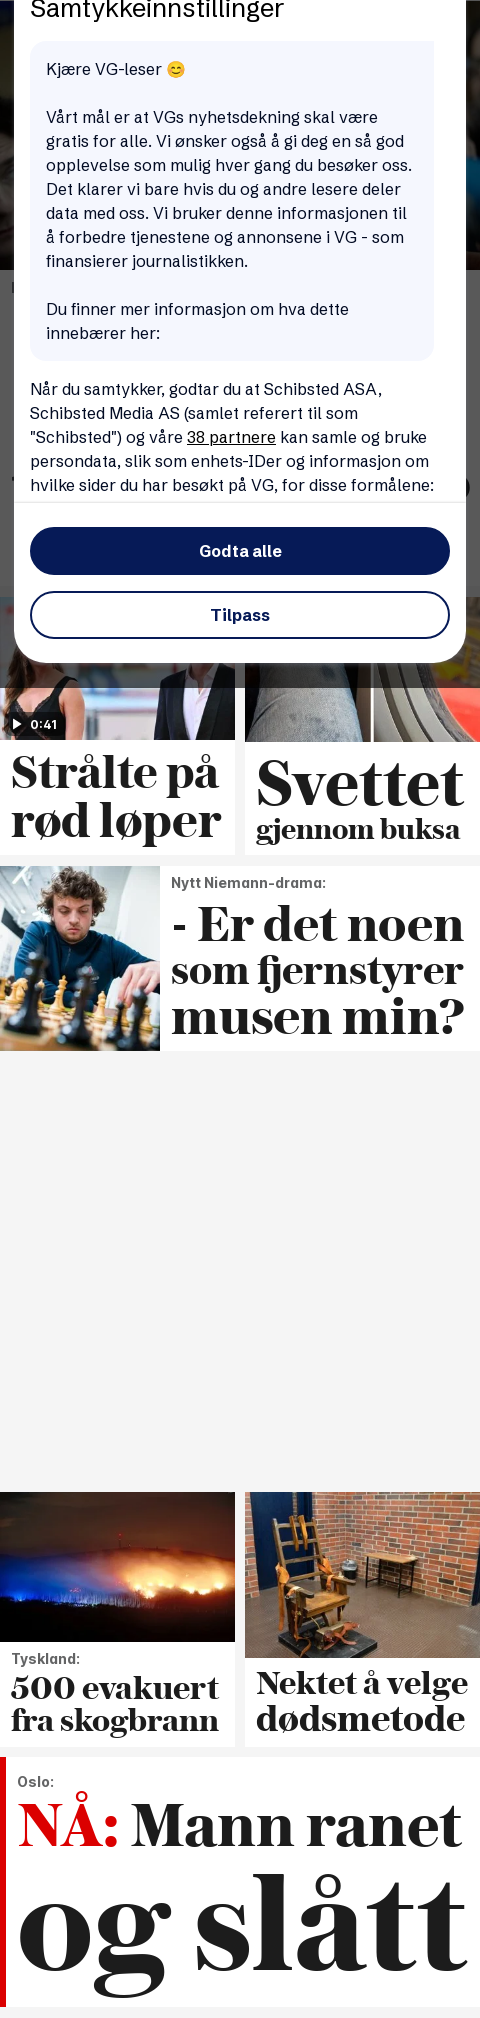 Samtykkeinnstillinger
Kjære VG-leser 😊
Vårt mål er at VGs nyhetsdekning skal være
gratis for alle. Vi ønsker også å gi deg en så god
opplevelse som mulig hver gang du besøker oss.
Det klarer vi bare hvis du og andre lesere deler
data med oss. Vi bruker denne informasjonen til
å forbedre tjenestene og annonsene i VG - som
finansierer journalistikken.
Du finner mer informasjon om hva dette
innebærer her:
Når du samtykker, godtar du at Schibsted ASA,
Schibsted Media AS (samlet referert til som
"Schibsted") og våre 38 partnere kan samle og bruke
persondata, slik som enhets-IDer og informasjon om
hvilke sider du har besøkt på VG, for disse formålene:
Godta alle
Tilpass
0:41
Strålte på
rød løper
Svettet
gjennom buksa
Nytt Niemann-drama:
- Er det noen
som fjernstyrer
musen min?
Tyskland:
500 evakuert
fra skogbrann
Nektet å velge
dødsmetode
Oslo:
NÅ: Mann ranet
og slått